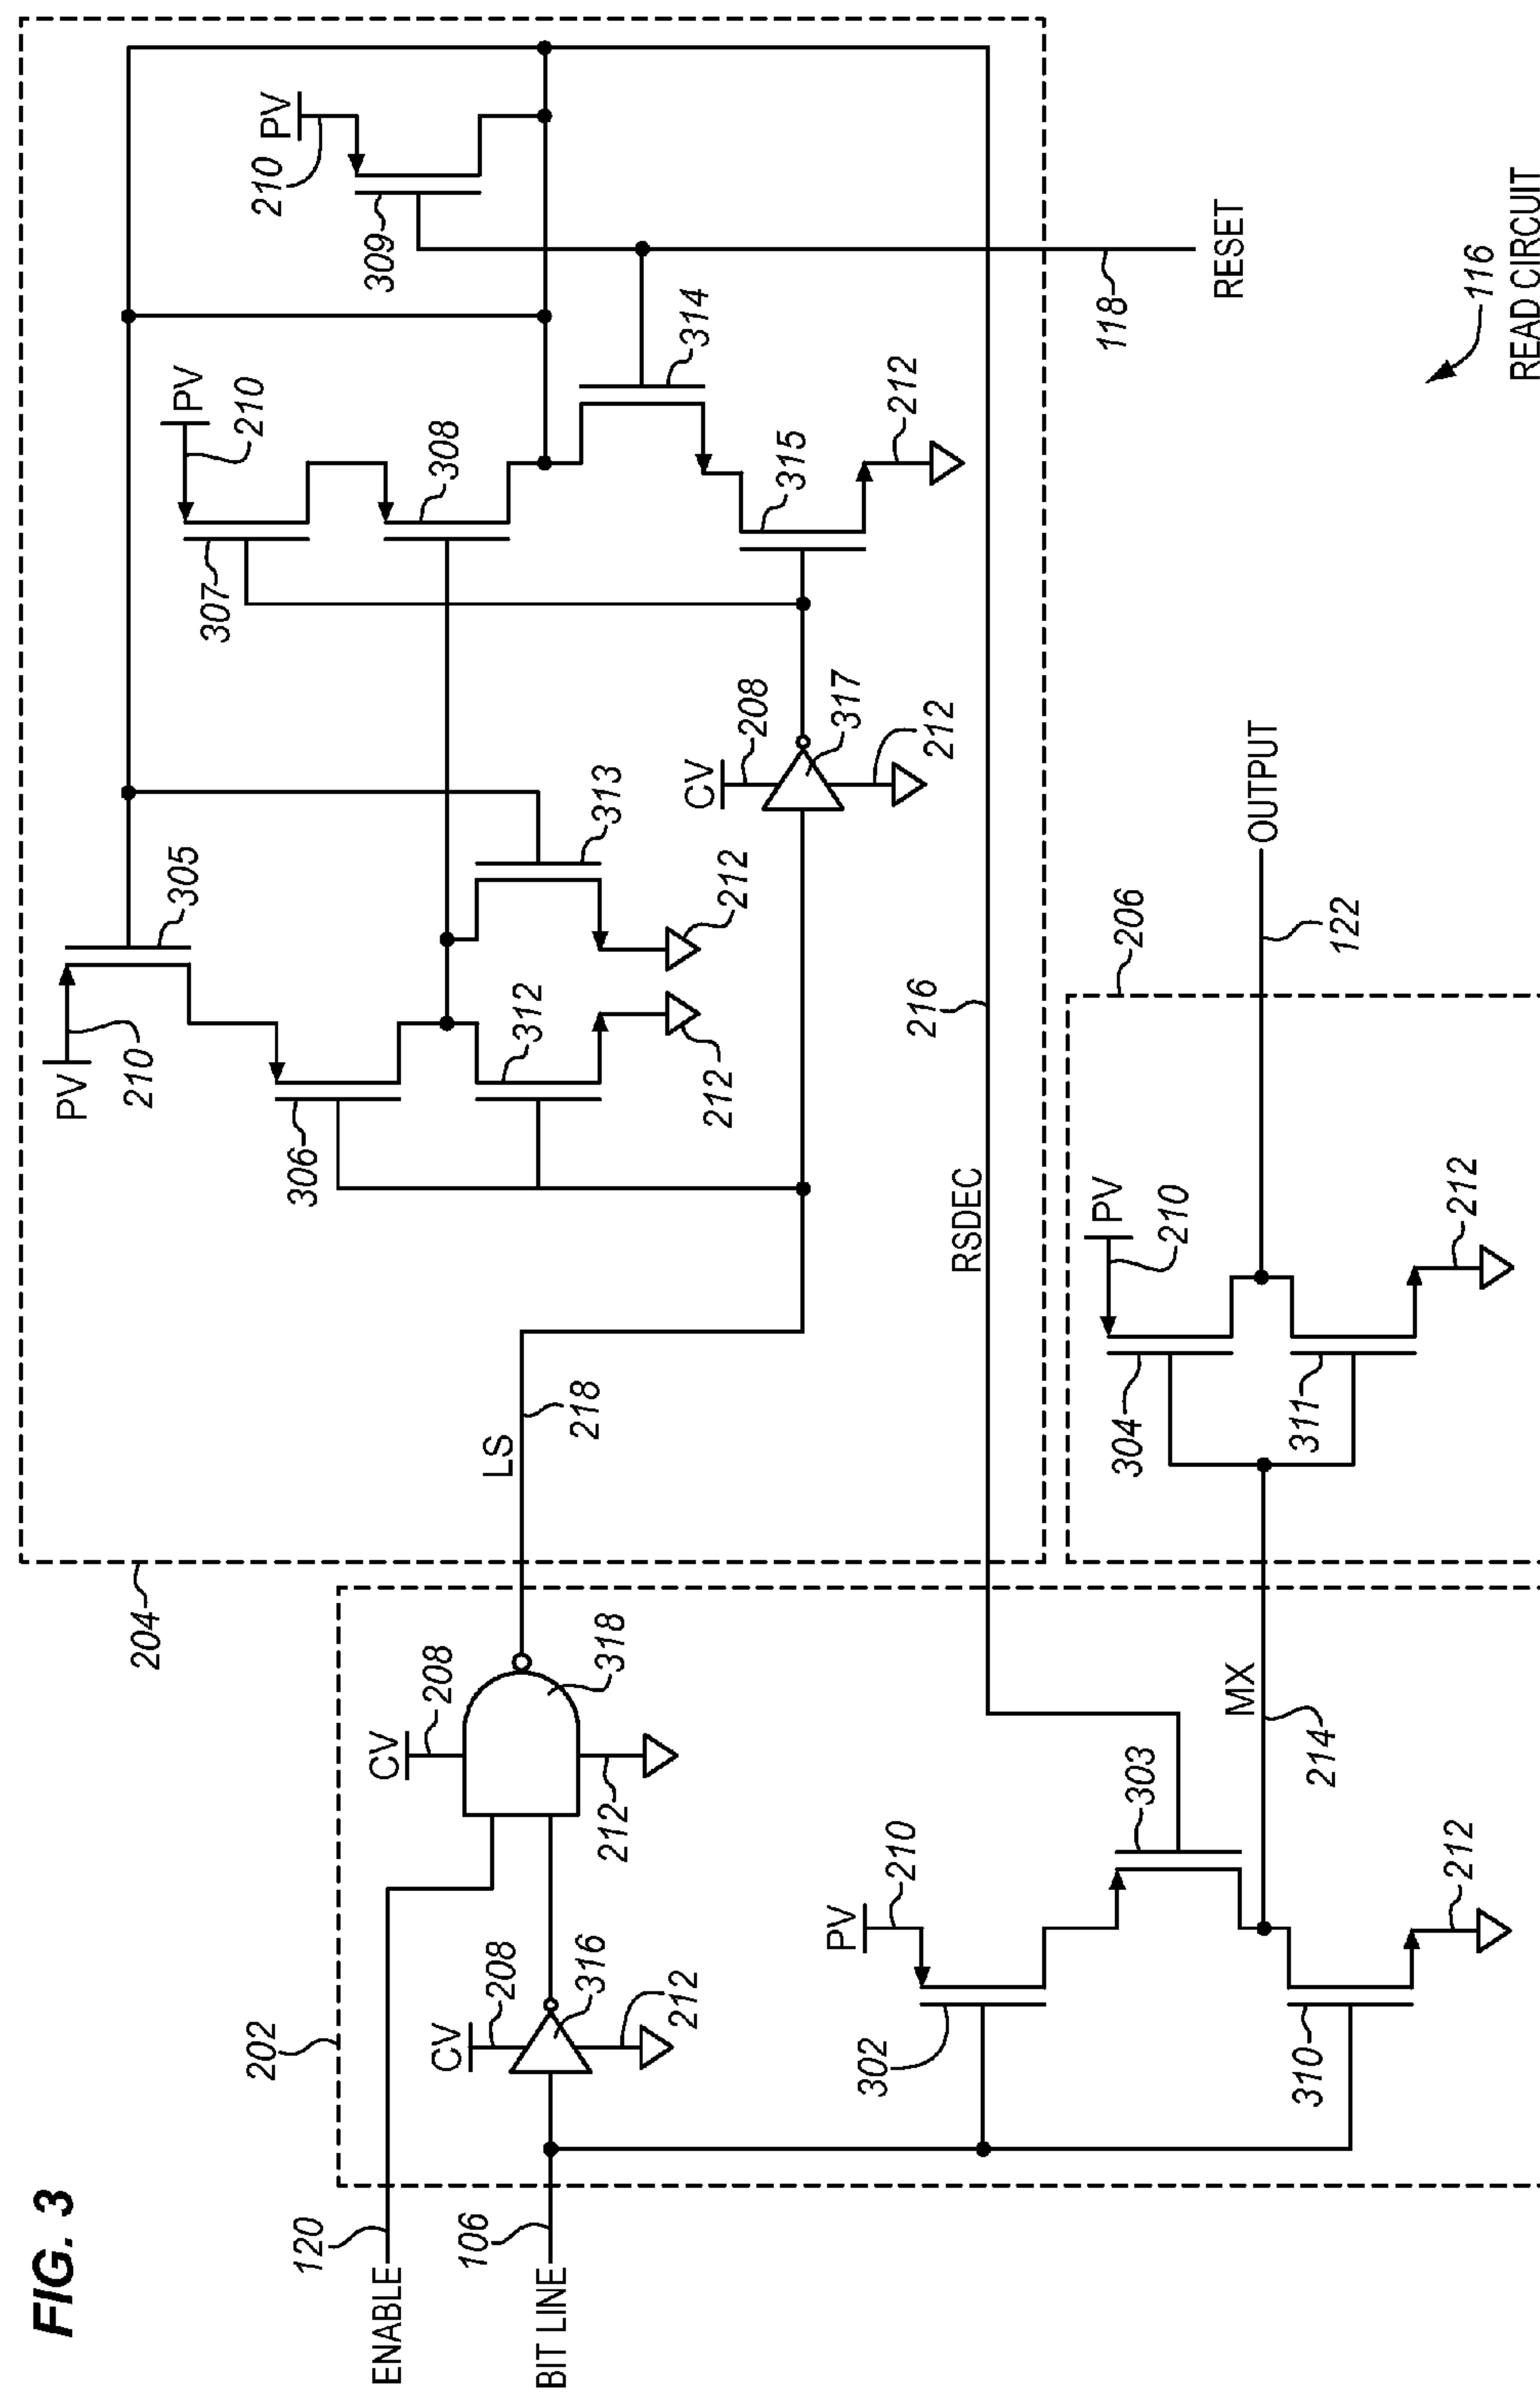 FIG. 3
204
PV
210
305
306
312
212
313
212
307
PV
210
308
309
210
PV
314
315
212
CV
208
317
212
LS
218
RSDEC
216
118
RESET
202
120
ENABLE
106
BIT LINE
CV
208
316
212
CV
208
318
212
302
PV
210
303
310
212
MX
214
206
304
PV
210
311
212
122
OUTPUT
116
READ CIRCUIT